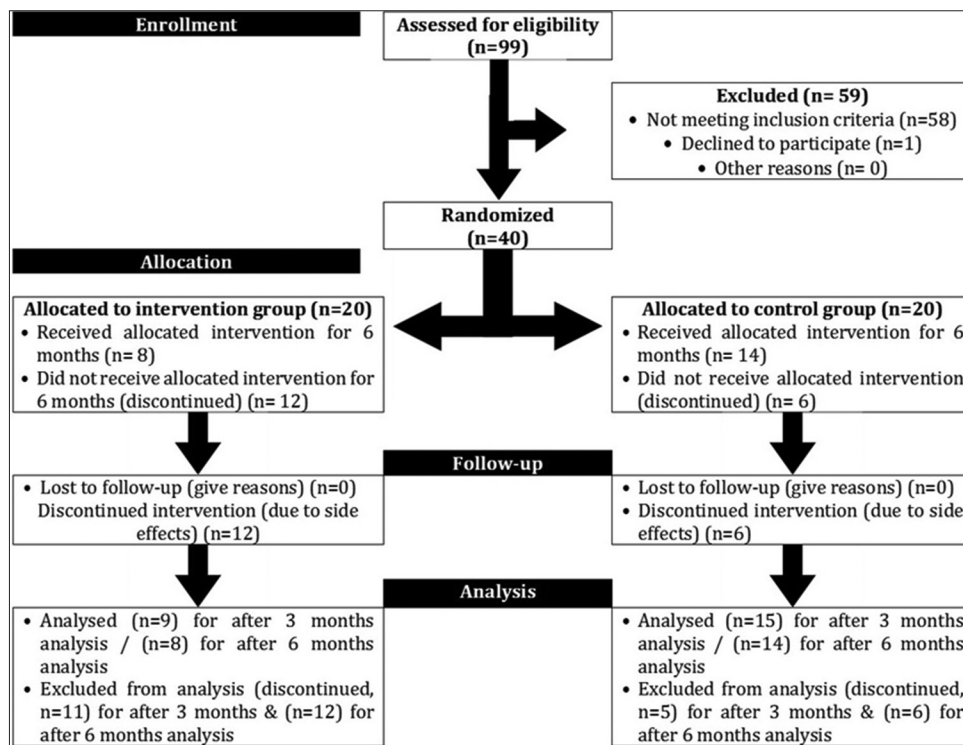 Enrollment
Assessed for eligibility
(n=99)
Excluded (n= 59)
• Not meeting inclusion criteria (n=58)
• Declined to participate (n=1)
• Other reasons (n= 0)
Randomized
(n=40)
Allocation
Allocated to intervention group (n=20)
• Received allocated intervention for 6
months (n= 8)
• Did not receive allocated intervention for
6 months (discontinued) (n= 12)
Allocated to control group (n=20)
• Received allocated intervention for 6
months (n= 14)
• Did not receive allocated intervention
(discontinued) (n= 6)
Follow-up
• Lost to follow-up (give reasons) (n=0)
Discontinued intervention (due to side
effects) (n=12)
• Lost to follow-up (give reasons) (n=0)
• Discontinued intervention (due to side
effects) (n=6)
Analysis
• Analysed (n=9) for after 3 months
analysis / (n=8) for after 6 months
analysis
• Excluded from analysis (discontinued,
n=11) for after 3 months & (n=12) for
after 6 months analysis
• Analysed (n=15) for after 3 months
analysis / (n=14) for after 6 months
analysis
• Excluded from analysis (discontinued,
n=5) for after 3 months & (n=6) for
after 6 months analysis